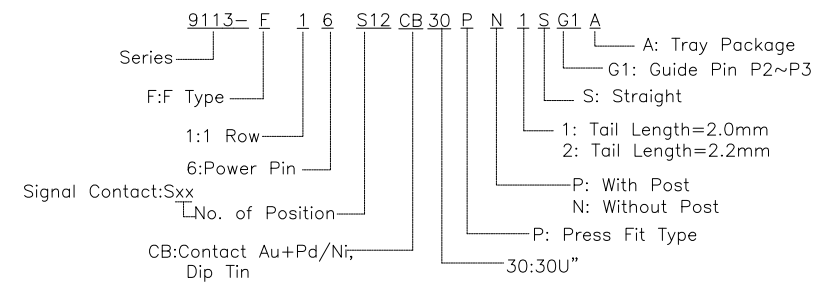 9113- F 1 6 S12 CB 30 P N 1 S G1 A
A: Tray Package
Series
G1: Guide Pin P2~P3
F:F Type
S: Straight
1:1 Row
1: Tail Length=2.0mm
2: Tail Length=2.2mm
6:Power Pin
Signal Contact:Sxx
P: With Post
No. of Position
N: Without Post
P: Press Fit Type
CB:Contact Au+Pd/Ni,
Dip Tin
30:30U"